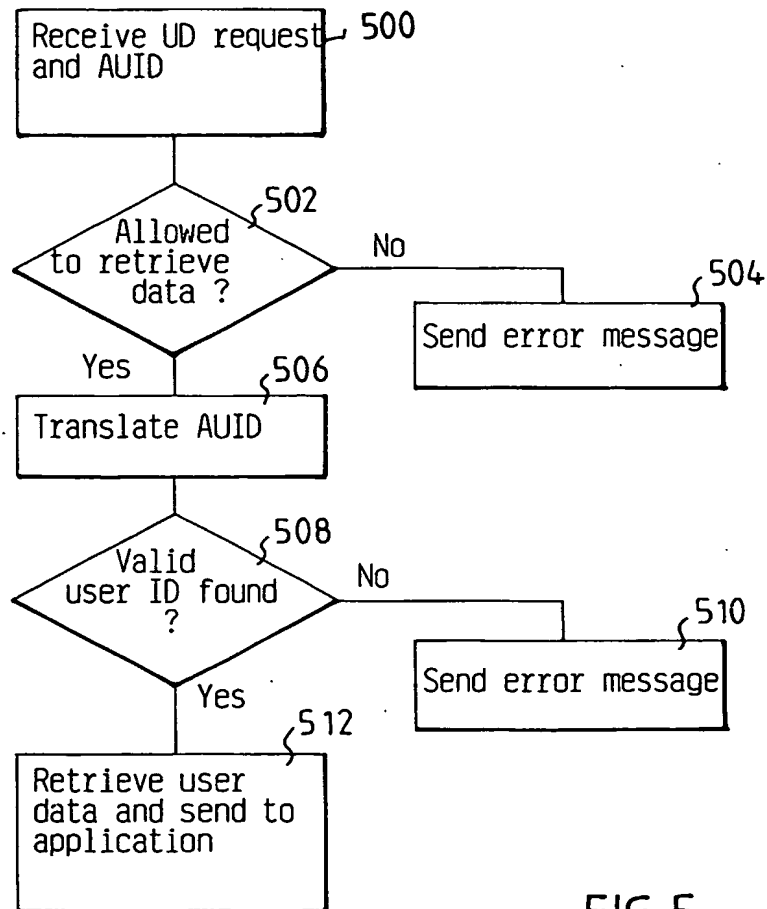 Receive UD request
and AUID
500
502
Allowed
to retrieve
data ?
No
504
Send error message
Yes
506
Translate AUID
508
Valid
user ID found
?
No
510
Send error message
Yes
512
Retrieve user
data and send to
application
FIG.5